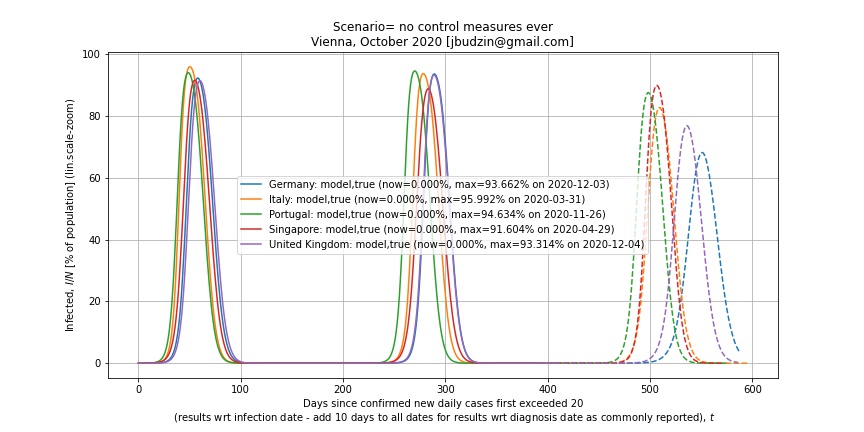 Scenario= no control measures ever
Vienna, October 2020 [jbudzin@gmail.com]
Infected, I/N [% of population] (lin.scale-zoom)
100
80
60
40
20
0
Germany: model,true (now=0.000%, max=93.662% on 2020-12-03)
Italy: model,true (now=0.000%, max=95.992% on 2020-03-31)
Portugal: model,true (now=0.000%, max=94.634% on 2020-11-26)
Singapore: model,true (now=0.000%, max=91.604% on 2020-04-29)
United Kingdom: model,true (now=0.000%, max=93.314% on 2020-12-04)
0 100 200 300 400 500 600
Days since confirmed new daily cases first exceeded 20
(results wrt infection date - add 10 days to all dates for results wrt diagnosis date as commonly reported), t